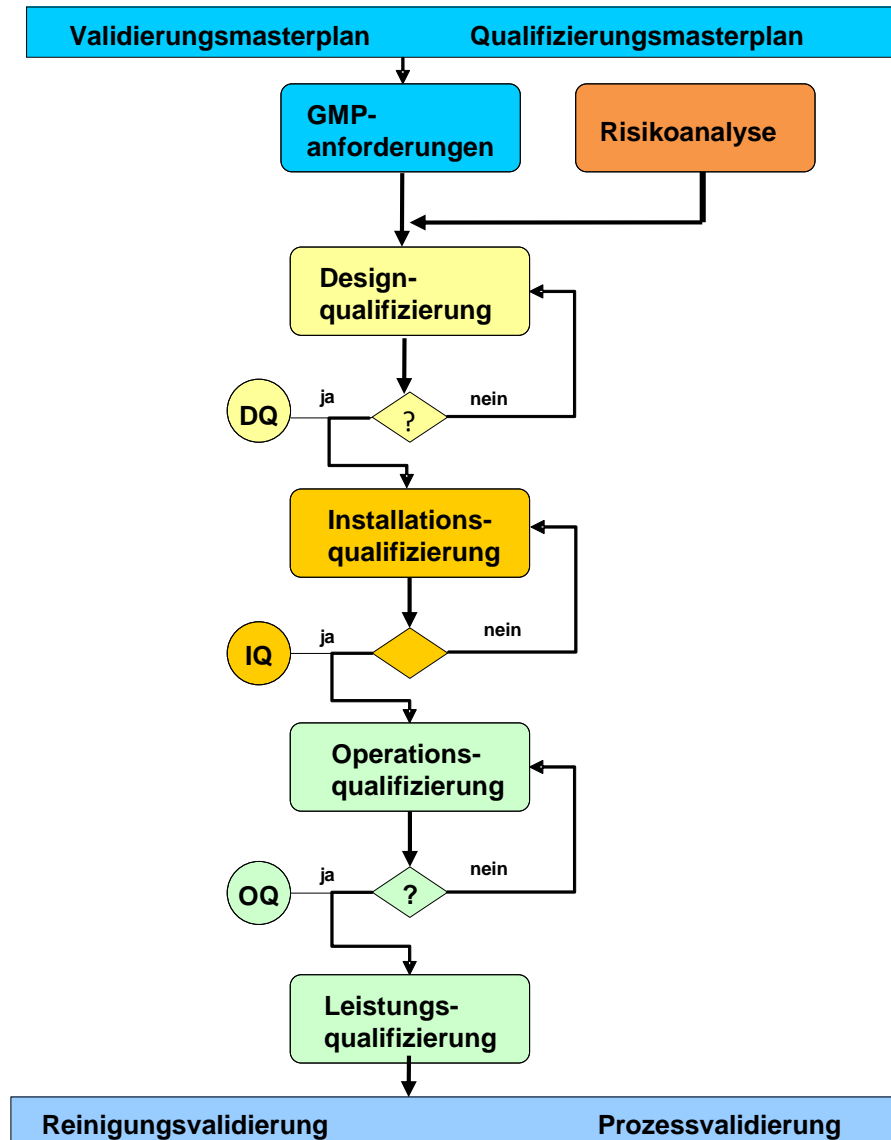 Validierungsmasterplan Qualifizierungsmasterplan
GMP-
anforderungen
Risikoanalyse
Design-
qualifizierung
DQ
ja
?
nein
Installations-
qualifizierung
IQ
ja
nein
Operations-
qualifizierung
OQ
ja
?
nein
Leistungs-
qualifizierung
Reinigungsvalidierung Prozessvalidierung